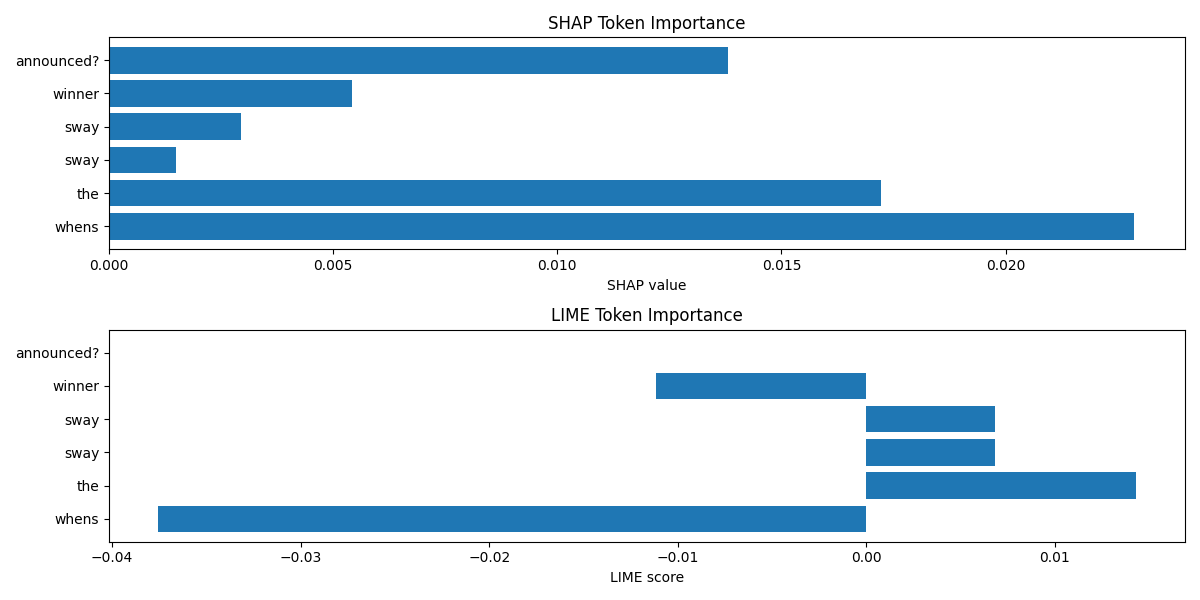 SHAP Token Importance
announced?
winner
sway
sway
the
whens
0.000 0.005 0.010 0.015 0.020
SHAP value
LIME Token Importance
announced?
winner
sway
sway
the
whens
−0.04 −0.03 −0.02 −0.01 0.00 0.01
LIME score